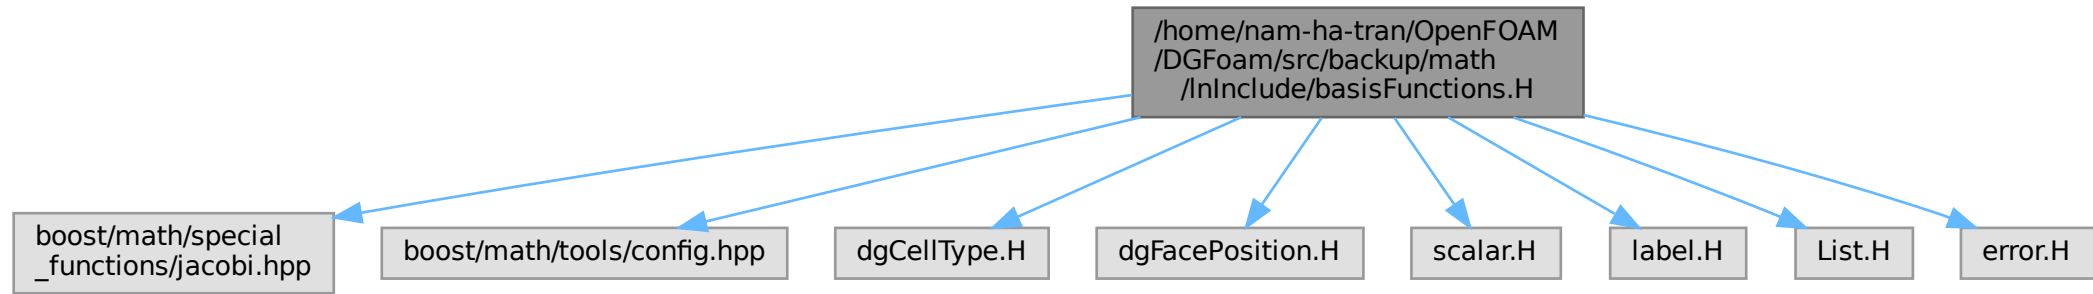 /home/nam-ha-tran/OpenFOAM
/DGFoam/src/backup/math
/lnInclude/basisFunctions.H
boost/math/special
_functions/jacobi.hpp
boost/math/tools/config.hpp
dgCellType.H
dgFacePosition.H
scalar.H
label.H
List.H
error.H